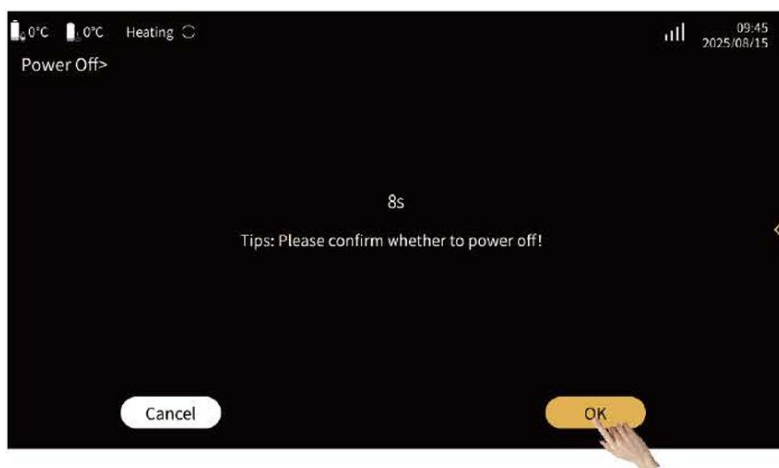 0°C 0°C Heating 09:45
2025/08/15
Power Off>
8s
Tips: Please confirm whether to power off!
Cancel OK